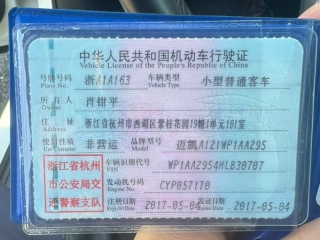 中华人民共和国机动车行驶证
Vehicle License of the People's Republic of China
号牌号码 浙A1A163 车辆类型 小型普通客车
Plate No. Vehicle Type
所有人 肖钳平
Owner
住址 浙江省杭州市西湖区紫桂花园19幢1单元101室
Address
使用性质 非营运 品牌型号 迈凯A121WP1AA295
Use Character Model
浙江省杭州
市公安局交
通警察支队
车辆识别代号 WP1AA2954HLB30707
VIN
发动机号码 CYP057170
Engine No.
注册日期 2017-05-04 发证日期 2017-05-04
Register Date Issue Date